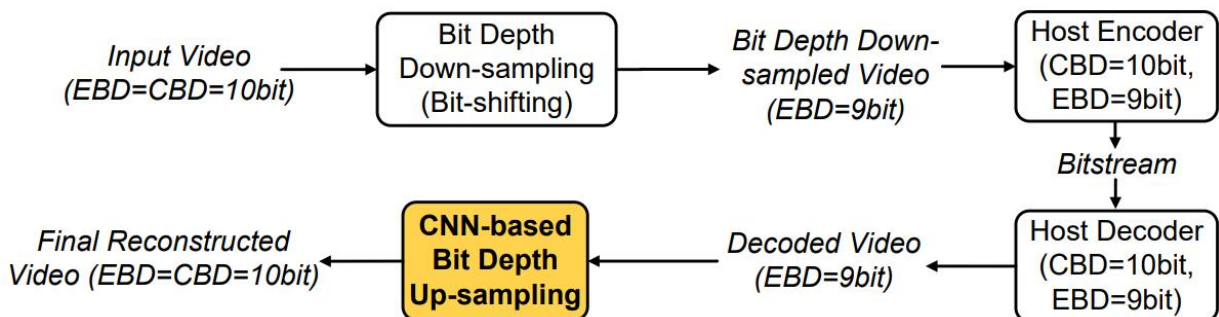 Input Video
(EBD=CBD=10bit)
Bit Depth
Down-sampling
(Bit-shifting)
Bit Depth Down-
sampled Video
(EBD=9bit)
Host Encoder
(CBD=10bit,
EBD=9bit)
Bitstream
Host Decoder
(CBD=10bit,
EBD=9bit)
Decoded Video
(EBD=9bit)
CNN-based
Bit Depth
Up-sampling
Final Reconstructed
Video (EBD=CBD=10bit)